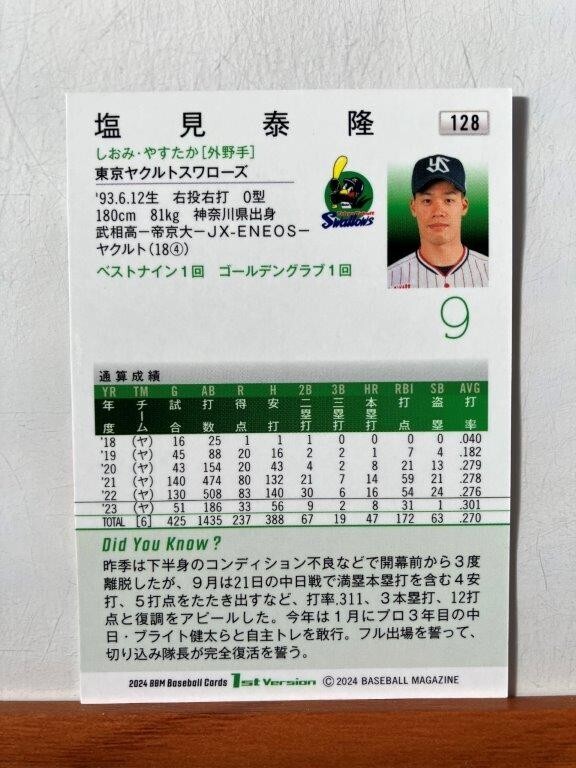 塩見泰隆
128
しおみ・やすたか[外野手]
東京ヤクルトスワローズ
'93.6.12生 右投右打 O型
180cm 81kg 神奈川県出身
武相高ー帝京大ーJX-ENEOSー
ヤクルト(18④)
ベストナイン1回 ゴールデングラブ1回
Swallows
YS
9
通算成績
YR TM G AB R H 2B 3B HR RBI SB AVG
年度 チーム 試合 打数 得点 安打 二塁打 三塁打 本塁打 打点 盗塁 打率
'18 (ヤ) 16 25 1 1 1 0 0 0 0 .040
'19 (ヤ) 45 88 20 16 2 2 1 7 4 .182
'20 (ヤ) 43 154 20 43 4 2 8 21 13 .279
'21 (ヤ) 140 474 80 132 21 7 14 59 21 .278
'22 (ヤ) 130 508 83 140 30 6 16 54 24 .276
'23 (ヤ) 51 186 33 56 9 2 8 31 1 .301
TOTAL [6] 425 1435 237 388 67 19 47 172 63 .270
Did You Know?
昨季は下半身のコンディション不良などで開幕前から3度
離脱したが、9月は21日の中日戦で満塁本塁打を含む4安
打、5打点をたたき出すなど、打率.311、3本塁打、12打
点と復調をアピールした。今年は1月にプロ3年目の中
日・ブライト健太らと自主トレを敢行。フル出場を誓って、
切り込み隊長が完全復活を誓う。
2024 BBM Baseball Cards 1st Version © 2024 BASEBALL MAGAZINE